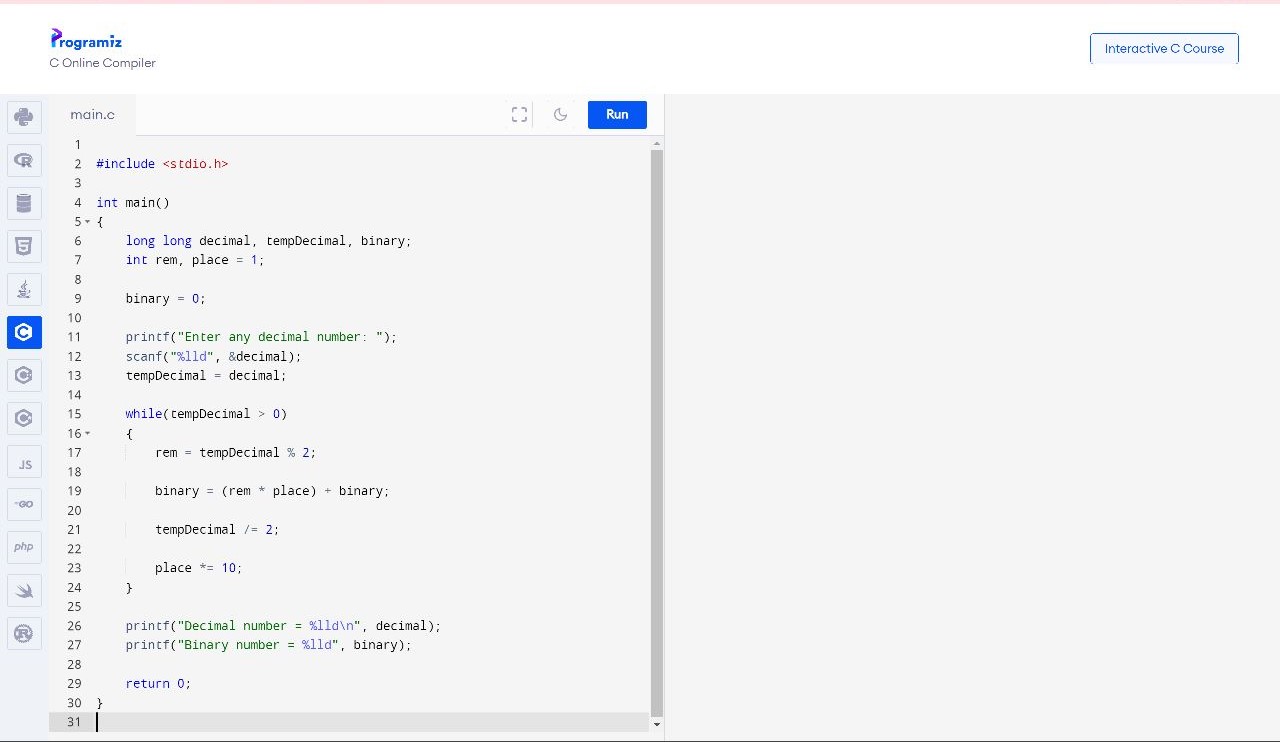 Programiz
C Online Compiler
Interactive C Course
main.c
Run
1
2 #include <stdio.h>
3
4 int main()
5 {
6 long long decimal, tempDecimal, binary;
7 int rem, place = 1;
8
9 binary = 0;
10
11 printf("Enter any decimal number: ");
12 scanf("%lld", &decimal);
13 tempDecimal = decimal;
14
15 while(tempDecimal > 0)
16 {
17 rem = tempDecimal % 2;
18
19 binary = (rem * place) + binary;
20
21 tempDecimal /= 2;
22
23 place *= 10;
24 }
25
26 printf("Decimal number = %lld\n", decimal);
27 printf("Binary number = %lld", binary);
28
29 return 0;
30 }
31
R
5
C
C
C
JS
GO
php
R